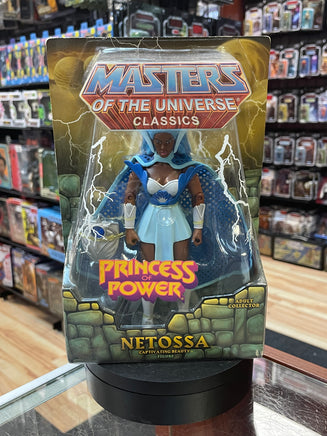 MASTERS
OF THE UNIVERSE
CLASSICS
PRINCESS
OF
POWER
ADULT
COLLECTOR
NETOSSA
CAPTIVATING BEAUTY